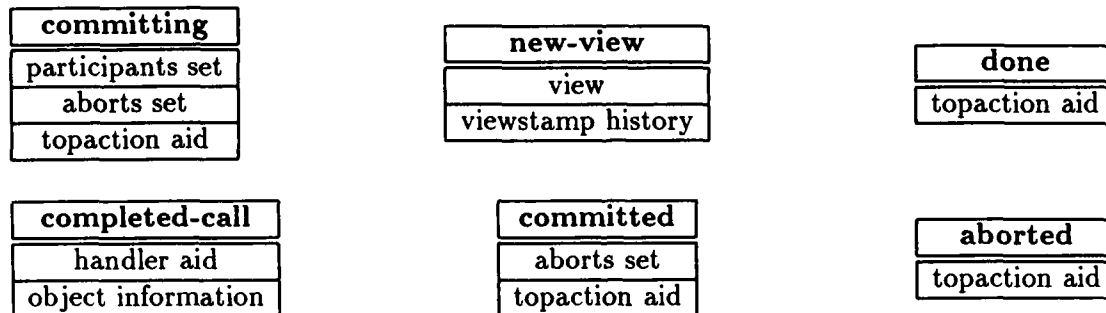 committing
participants set
aborts set
topaction aid
new-view
view
viewstamp history
done
topaction aid
completed-call
handler aid
object information
committed
aborts set
topaction aid
aborted
topaction aid